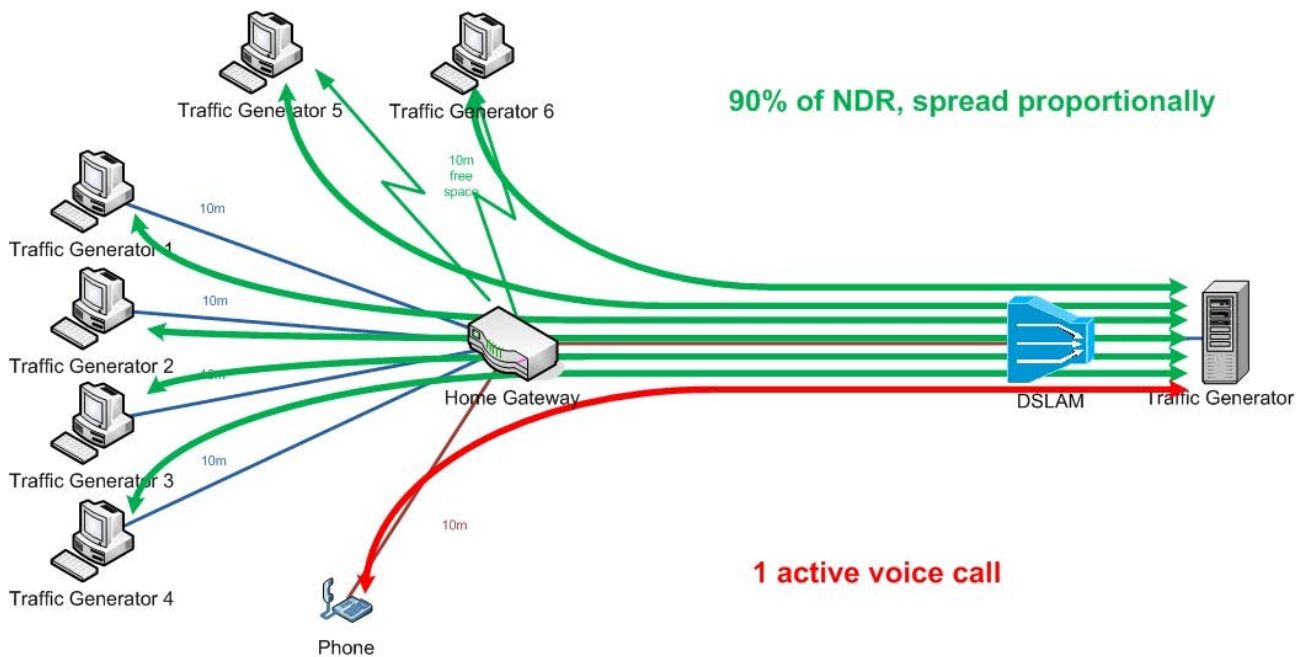 Traffic Generator 5
Traffic Generator 6
90% of NDR, spread proportionally
10m
free
space
10m
Traffic Generator 1
10m
Traffic Generator 2
10m
Traffic Generator 3
10m
Traffic Generator 4
Home Gateway
DSLAM
Traffic Generator
10m
1 active voice call
Phone